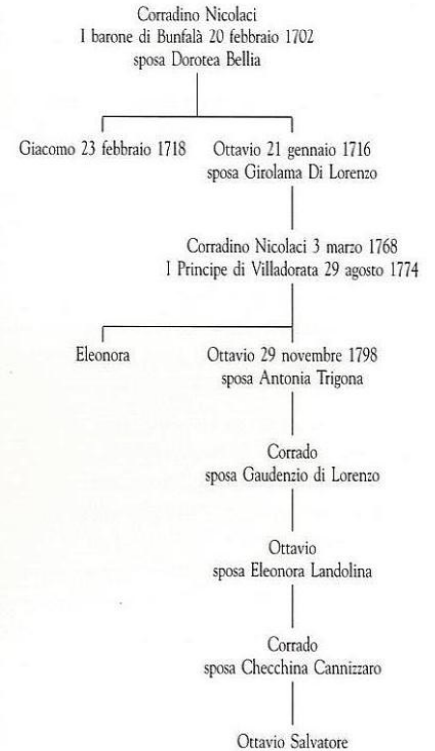 Corradino Nicolaci
I barone di Bunfalà 20 febbraio 1702
sposa Dorotea Bellia
Giacomo 23 febbraio 1718
Ottavio 21 gennaio 1716
sposa Girolama Di Lorenzo
Corradino Nicolaci 3 marzo 1768
I Principe di Villadorata 29 agosto 1774
Eleonora
Ottavio 29 novembre 1798
sposa Antonia Trigona
Corrado
sposa Gaudenzio di Lorenzo
Ottavio
sposa Eleonora Landolina
Corrado
sposa Checchina Cannizzaro
Ottavio Salvatore